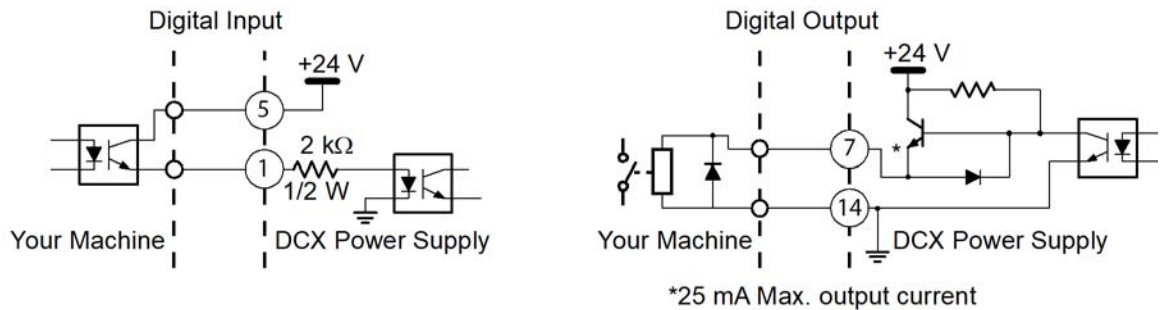 Digital Input
+24 V
5
2 kΩ
1
1/2 W
Your Machine
DCX Power Supply
Digital Output
+24 V
*
7
14
Your Machine
DCX Power Supply
*25 mA Max. output current